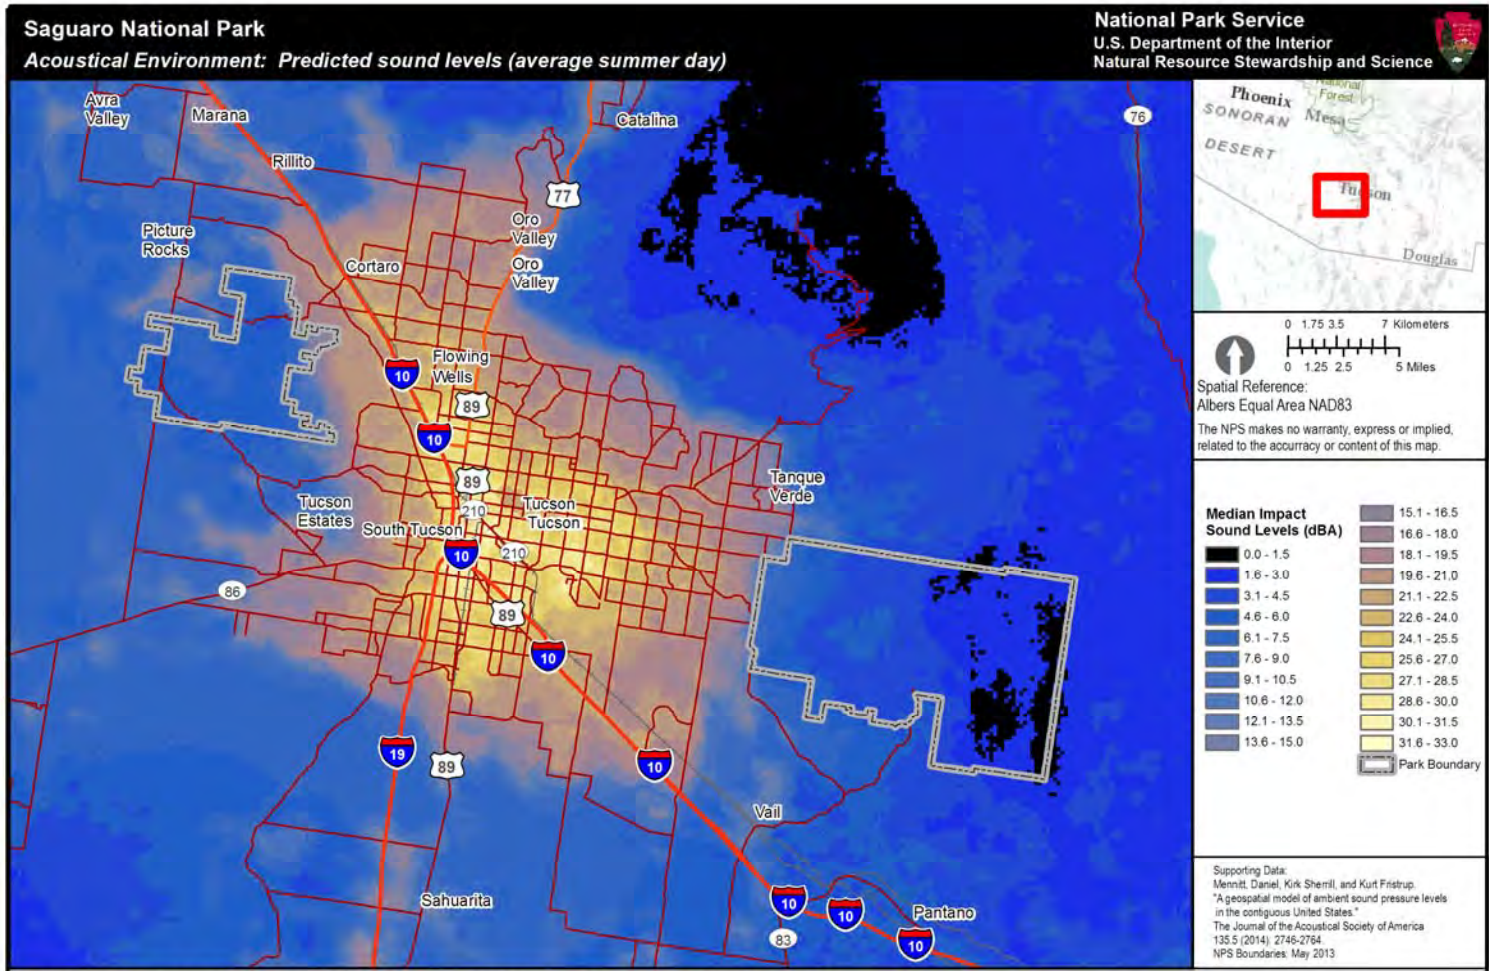 Saguaro National Park
Acoustical Environment: Predicted sound levels (average summer day)
National Park Service
U.S. Department of the Interior
Natural Resource Stewardship and Science
Avra
Valley
Marana
Rillito
Catalina
76
77
Picture
Rocks
Oro
Valley
Oro
Valley
Cortaro
Flowing
Wells
10
89
10
89
210
Tucson
Estates
South Tucson
Tucson
Tucson
Tanque
Verde
10
210
86
89
10
19
89
10
Vail
Sahuarita
10
10
Pantano
83
10
National
Forest
Phoenix
SONORAN
Mesa
DESERT
Tucson
Douglas
0 1.75 3.5 7 Kilometers
0 1.25 2.5 5 Miles
Spatial Reference:
Albers Equal Area NAD83
The NPS makes no warranty, express or implied,
related to the accurracy or content of this map.
Median Impact
Sound Levels (dBA)
0.0 - 1.5
1.6 - 3.0
3.1 - 4.5
4.6 - 6.0
6.1 - 7.5
7.6 - 9.0
9.1 - 10.5
10.6 - 12.0
12.1 - 13.5
13.6 - 15.0
15.1 - 16.5
16.6 - 18.0
18.1 - 19.5
19.6 - 21.0
21.1 - 22.5
22.6 - 24.0
24.1 - 25.5
25.6 - 27.0
27.1 - 28.5
28.6 - 30.0
30.1 - 31.5
31.6 - 33.0
Park Boundary
Supporting Data:
Mennitt, Daniel, Kirk Sherrill, and Kurt Fristrup.
"A geospatial model of ambient sound pressure levels
in the contiguous United States."
The Journal of the Acoustical Society of America
135.5 (2014): 2746-2764.
NPS Boundaries: May 2013